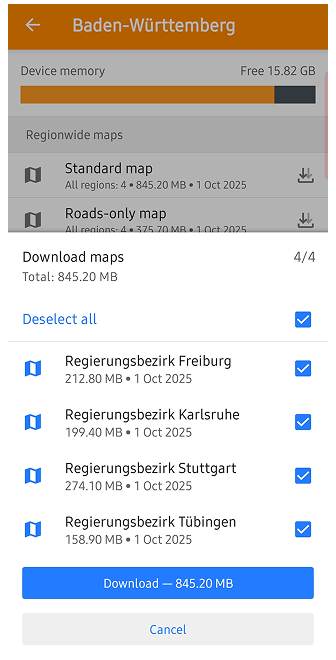 Baden-Württemberg
Device memory Free 15.82 GB
Regionwide maps
Standard map
All regions: 4 • 845.20 MB • 1 Oct 2025
Roads-only map
All regions: 4 • 375.70 MB • 1 Oct 2025
Download maps 4/4
Total: 845.20 MB
Deselect all
Regierungsbezirk Freiburg
212.80 MB • 1 Oct 2025
Regierungsbezirk Karlsruhe
199.40 MB • 1 Oct 2025
Regierungsbezirk Stuttgart
274.10 MB • 1 Oct 2025
Regierungsbezirk Tübingen
158.90 MB • 1 Oct 2025
Download — 845.20 MB
Cancel